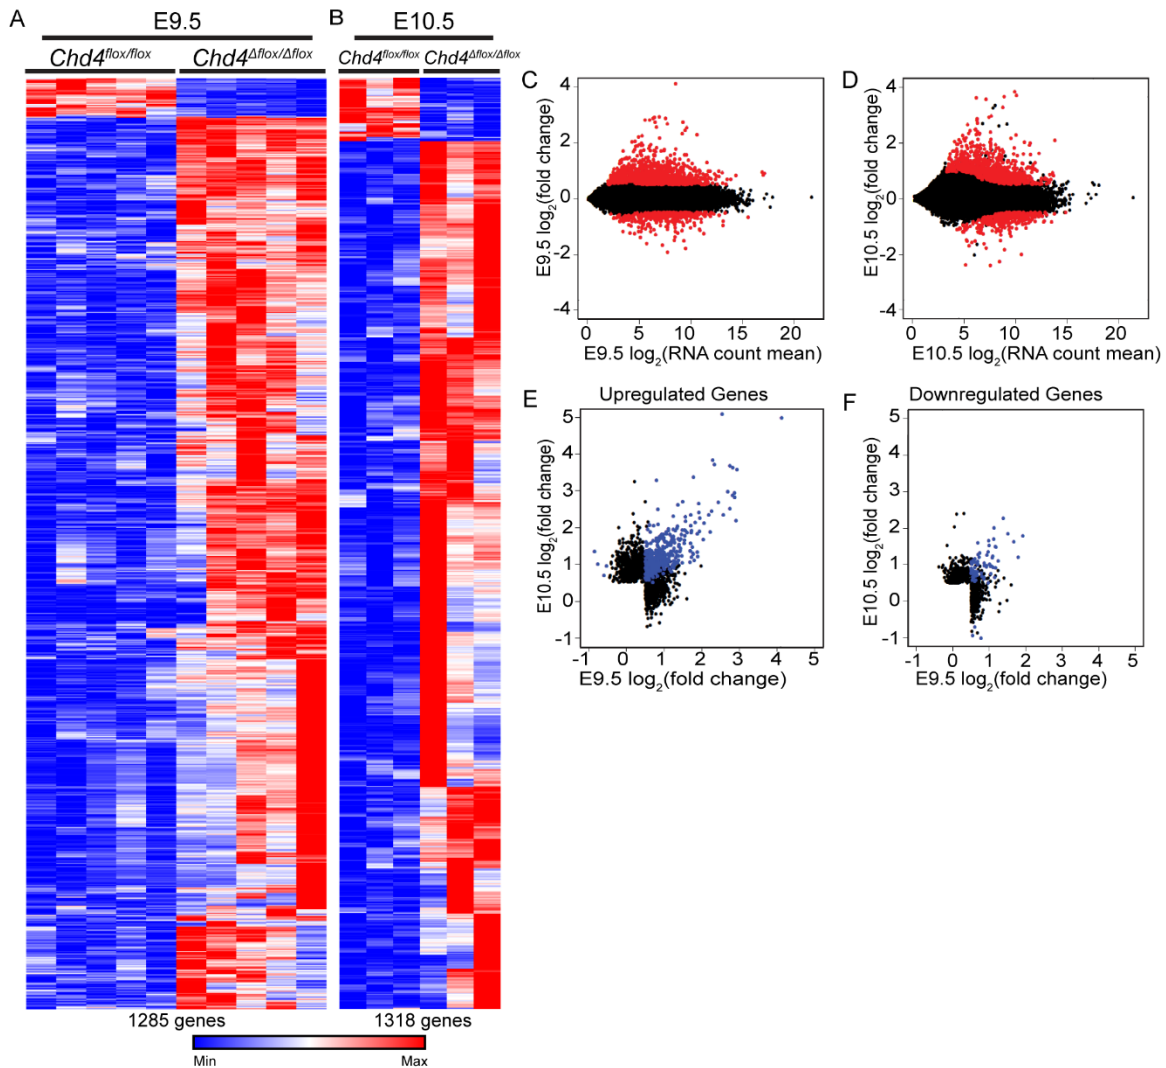 A
E9.5
Chd4flox/flox
Chd4Δflox/Δflox
B
E10.5
Chd4flox/flox
Chd4Δflox/Δflox
1285 genes
1318 genes
Min
Max
C
E9.5 log2(fold change)
4
2
0
-2
-4
0
5
10
15
20
E9.5 log2(RNA count mean)
D
E10.5 log2(fold change)
4
2
0
-2
-4
0
5
10
15
20
E10.5 log2(RNA count mean)
E
Upregulated Genes
E10.5 log2(fold change)
5
4
3
2
1
0
-1
-1
0
1
2
3
4
5
E9.5 log2(fold change)
F
Downregulated Genes
E10.5 log2(fold change)
5
4
3
2
1
0
-1
-1
0
1
2
3
4
5
E9.5 log2(fold change)